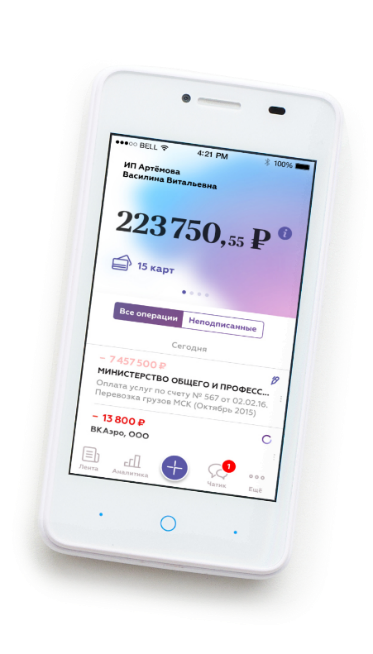 BELL 4:21 PM 100%
ИП Артёмова
Василина Витальевна
223 750,55 ₽
i
15 карт
Все операции Неподписанные
Сегодня
– 7 457 500 ₽
МИНИСТЕРСТВО ОБЩЕГО И ПРОФЕСС...
Оплата услуг по счету № 567 от 02.02.16.
Перевозка грузов МСК (Октябрь 2015)
– 13 800 ₽
ВКАэро, ООО
1
Лента Аналитика Чатик Ещё